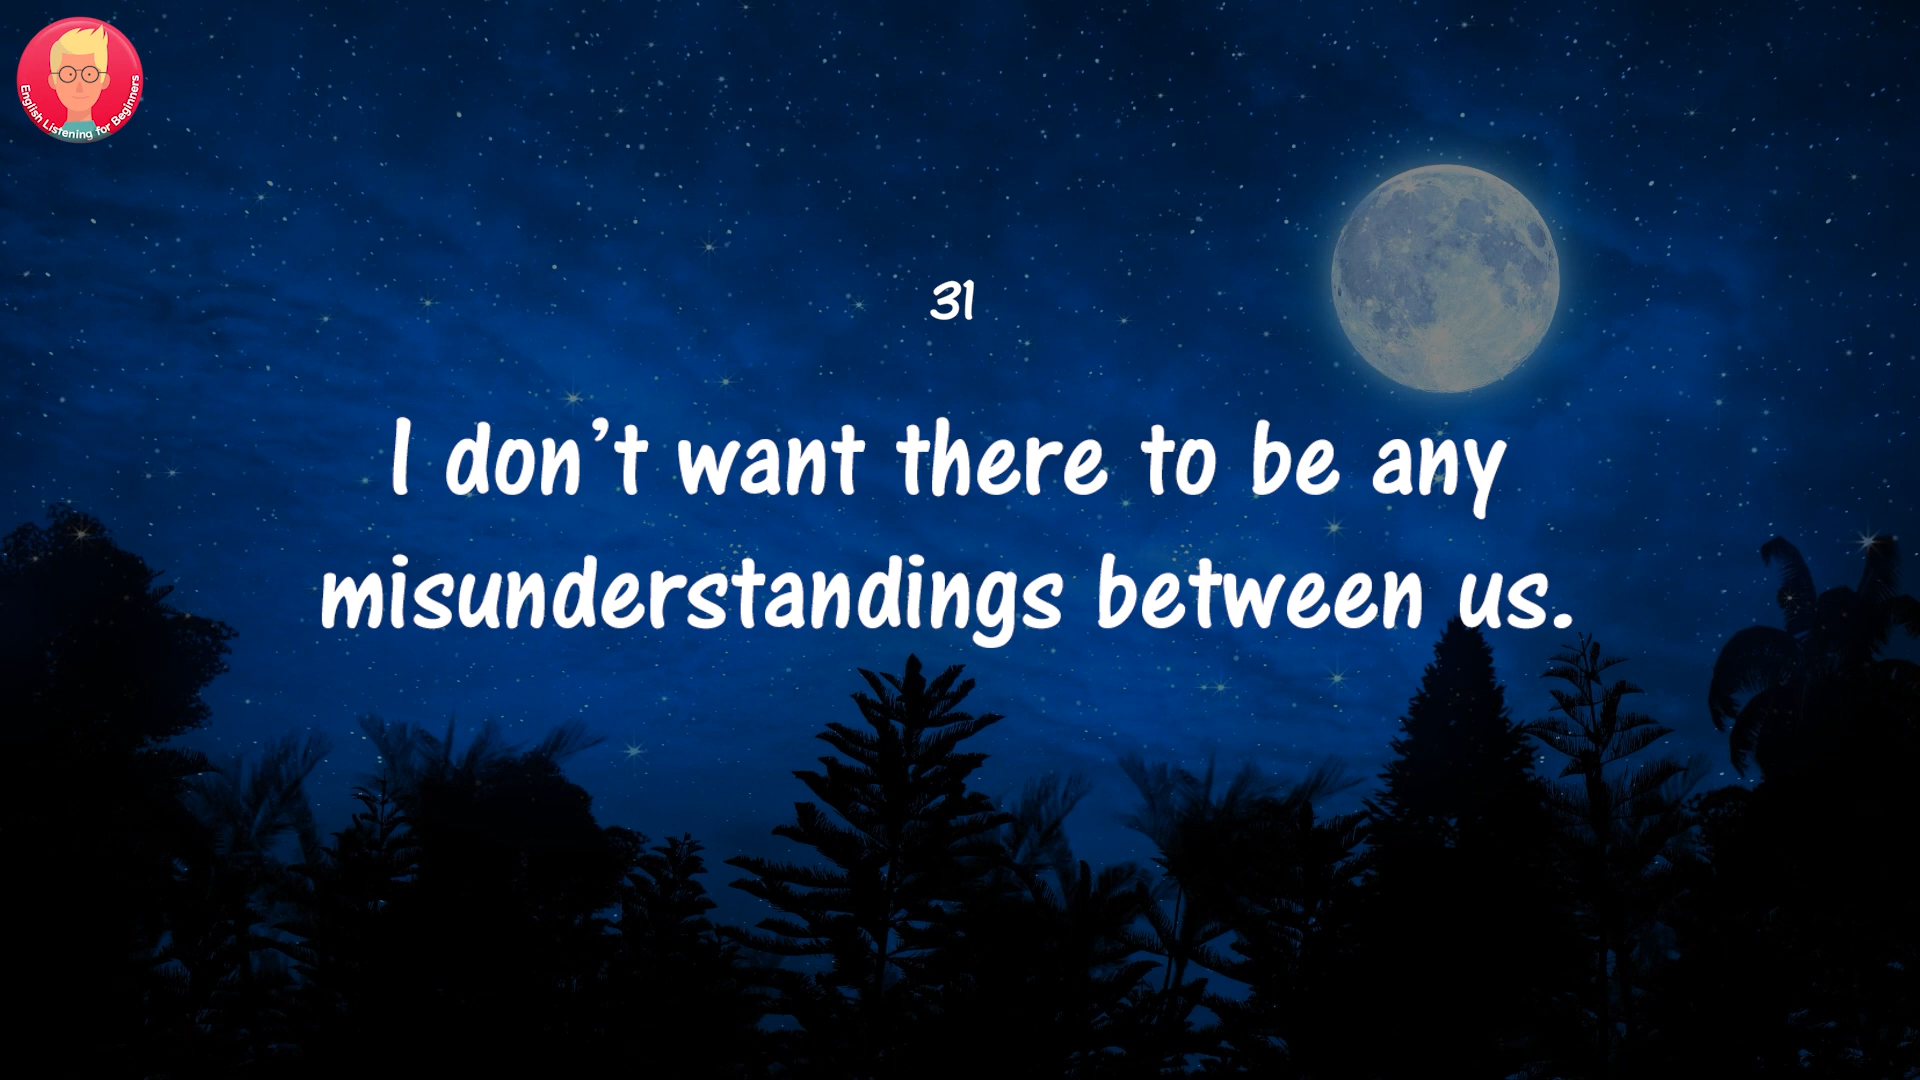 English Listening for Beginners
31
I don’t want there to be any
misunderstandings between us.